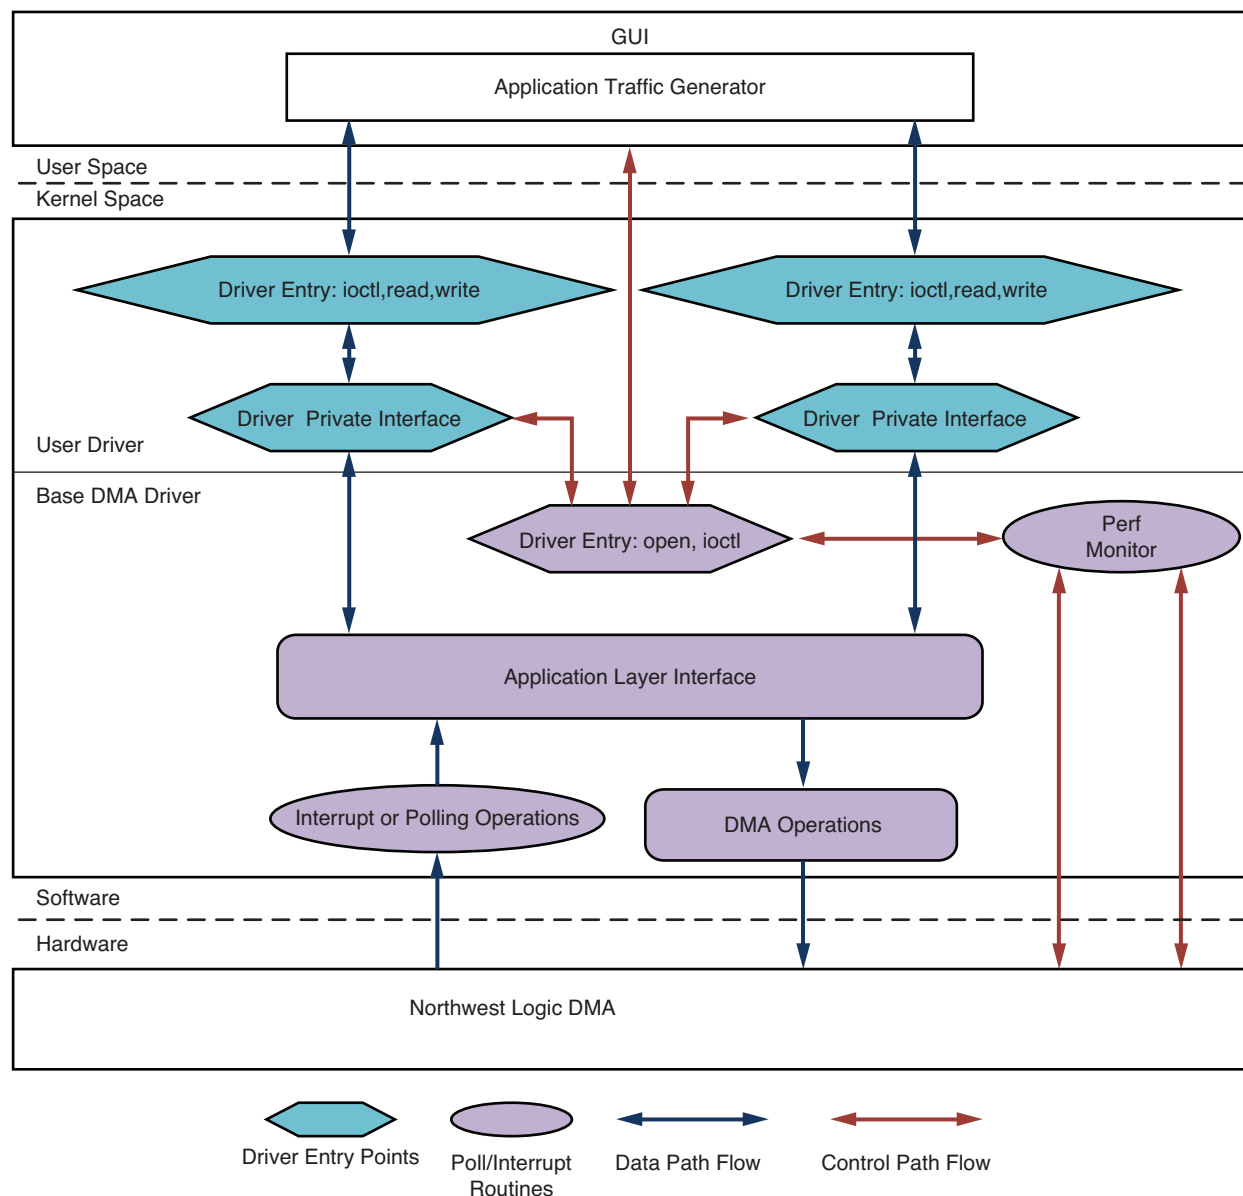 GUI
Application Traffic Generator
User Space
Kernel Space
Driver Entry: ioctl,read,write
Driver Entry: ioctl,read,write
Driver Private Interface
Driver Private Interface
User Driver
Base DMA Driver
Driver Entry: open, ioctl
Perf
Monitor
Application Layer Interface
Interrupt or Polling Operations
DMA Operations
Software
Hardware
Northwest Logic DMA
Driver Entry Points
Poll/Interrupt
Routines
Data Path Flow
Control Path Flow